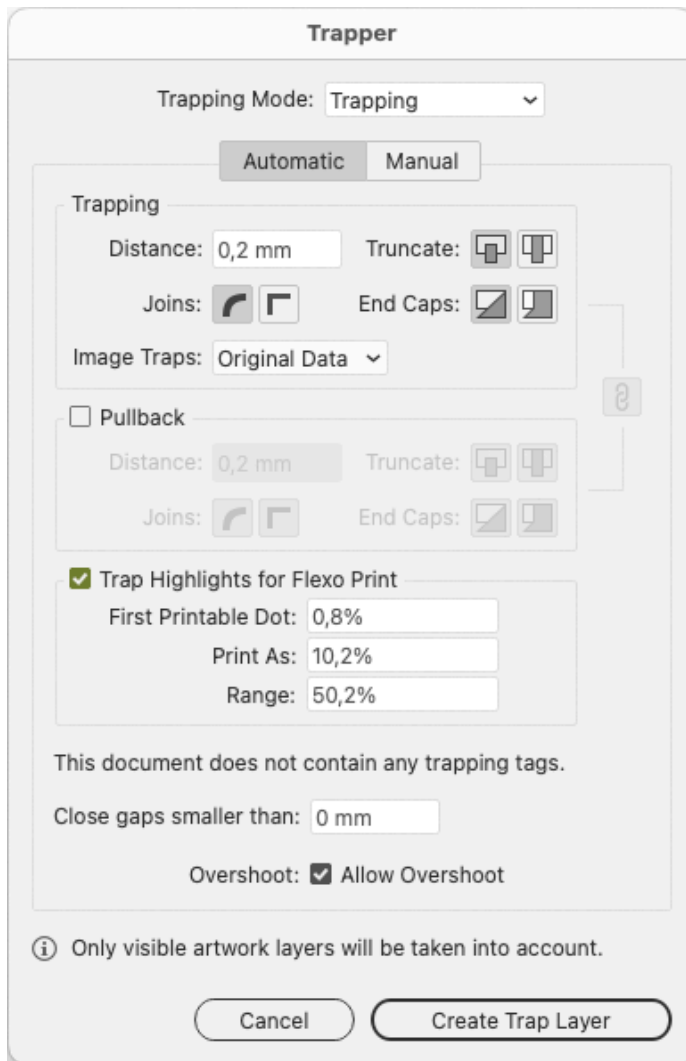 Trapper
Trapping Mode: Trapping
Automatic Manual
Trapping
Distance: 0,2 mm Truncate:
Joins: End Caps:
Image Traps: Original Data
Pullback
Distance: 0,2 mm Truncate:
Joins: End Caps:
Trap Highlights for Flexo Print
First Printable Dot: 0,8%
Print As: 10,2%
Range: 50,2%
This document does not contain any trapping tags.
Close gaps smaller than: 0 mm
Overshoot: Allow Overshoot
Only visible artwork layers will be taken into account.
Cancel Create Trap Layer